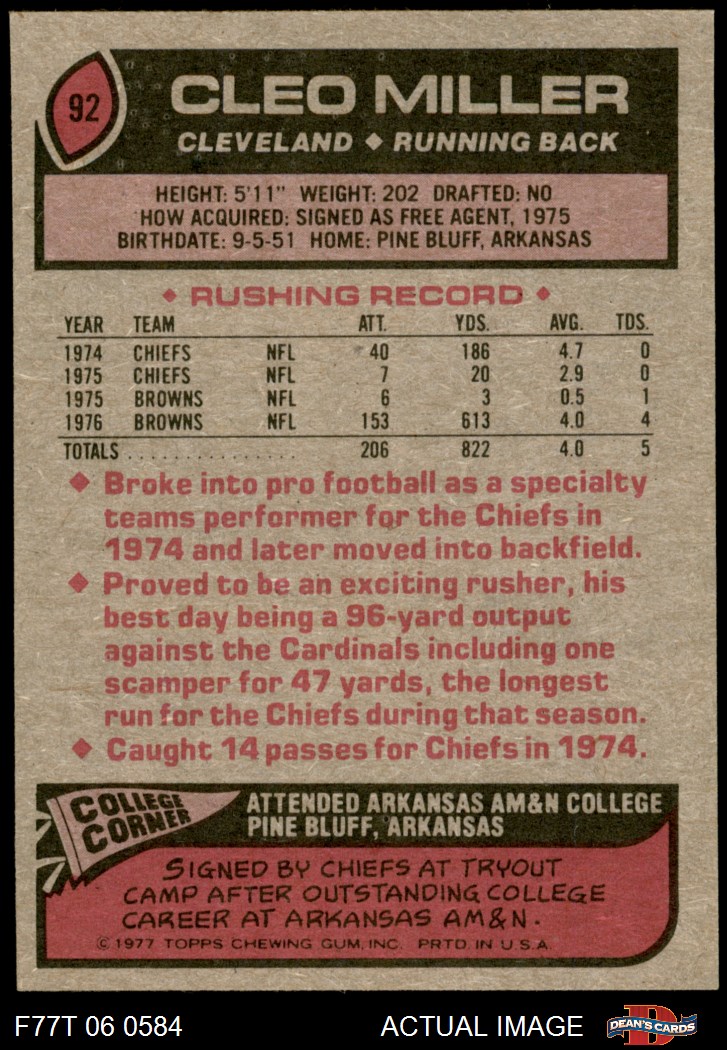 92
CLEO MILLER
CLEVELAND ◆ RUNNING BACK
HEIGHT: 5'11" WEIGHT: 202 DRAFTED: NO
HOW ACQUIRED: SIGNED AS FREE AGENT, 1975
BIRTHDATE: 9-5-51 HOME: PINE BLUFF, ARKANSAS
◆ RUSHING RECORD ◆
YEAR TEAM ATT. YDS. AVG. TDS.
1974 CHIEFS NFL 40 186 4.7 0
1975 CHIEFS NFL 7 20 2.9 0
1975 BROWNS NFL 6 3 0.5 1
1976 BROWNS NFL 153 613 4.0 4
TOTALS ................ 206 822 4.0 5
◆ Broke into pro football as a specialty
teams performer for the Chiefs in
1974 and later moved into backfield.
◆ Proved to be an exciting rusher, his
best day being a 96-yard output
against the Cardinals including one
scamper for 47 yards, the longest
run for the Chiefs during that season.
◆ Caught 14 passes for Chiefs in 1974.
COLLEGE
CORNER
ATTENDED ARKANSAS AM&N COLLEGE
PINE BLUFF, ARKANSAS
SIGNED BY CHIEFS AT TRYOUT
CAMP AFTER OUTSTANDING COLLEGE
CAREER AT ARKANSAS AM&N.
© 1977 TOPPS CHEWING GUM, INC. PRTD. IN U.S.A.
F77T 06 0584 ACTUAL IMAGE D DEAN'S CARDS